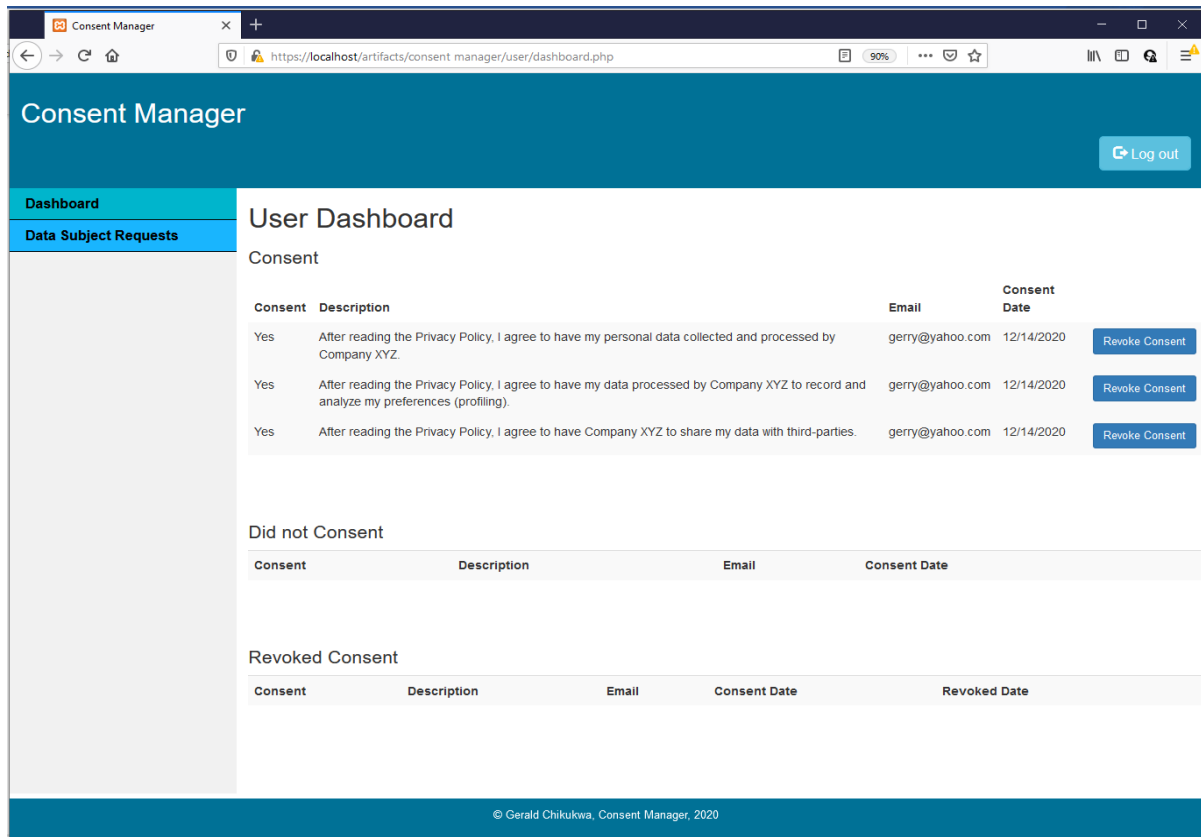 Consent Manager
https://localhost/artifacts/consent manager/user/dashboard.php
90%
Consent Manager
Log out
Dashboard
Data Subject Requests
User Dashboard
Consent
Consent Description Email Consent Date
Yes After reading the Privacy Policy, I agree to have my personal data collected and processed by gerry@yahoo.com 12/14/2020 Revoke Consent
Company XYZ.
Yes After reading the Privacy Policy, I agree to have my data processed by Company XYZ to record and gerry@yahoo.com 12/14/2020 Revoke Consent
analyze my preferences (profiling).
Yes After reading the Privacy Policy, I agree to have Company XYZ to share my data with third-parties. gerry@yahoo.com 12/14/2020 Revoke Consent
Did not Consent
Consent Description Email Consent Date
Revoked Consent
Consent Description Email Consent Date Revoked Date
© Gerald Chikukwa, Consent Manager, 2020